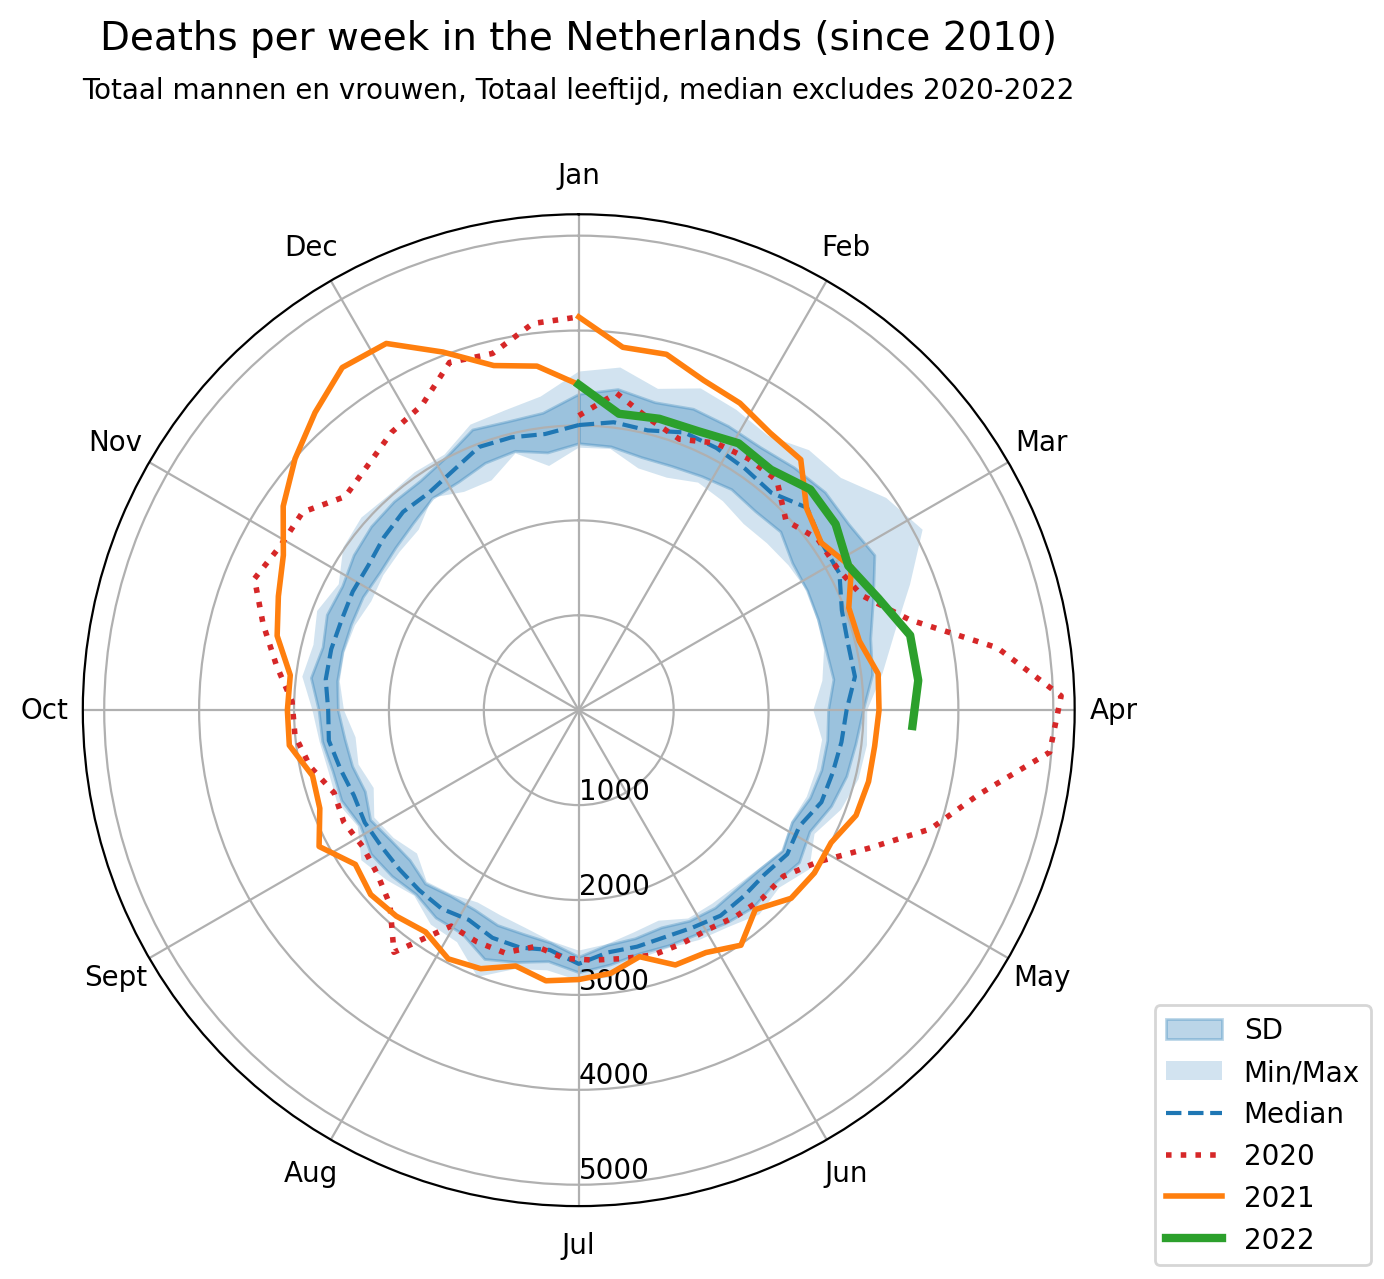 Deaths per week in the Netherlands (since 2010)
Totaal mannen en vrouwen, Totaal leeftijd, median excludes 2020-2022
Jan
Dec
Feb
Nov
Mar
Oct
Apr
1000
2000
Sept
May
3000
4000
Aug
Jun
5000
Jul
SD
Min/Max
Median
2020
2021
2022